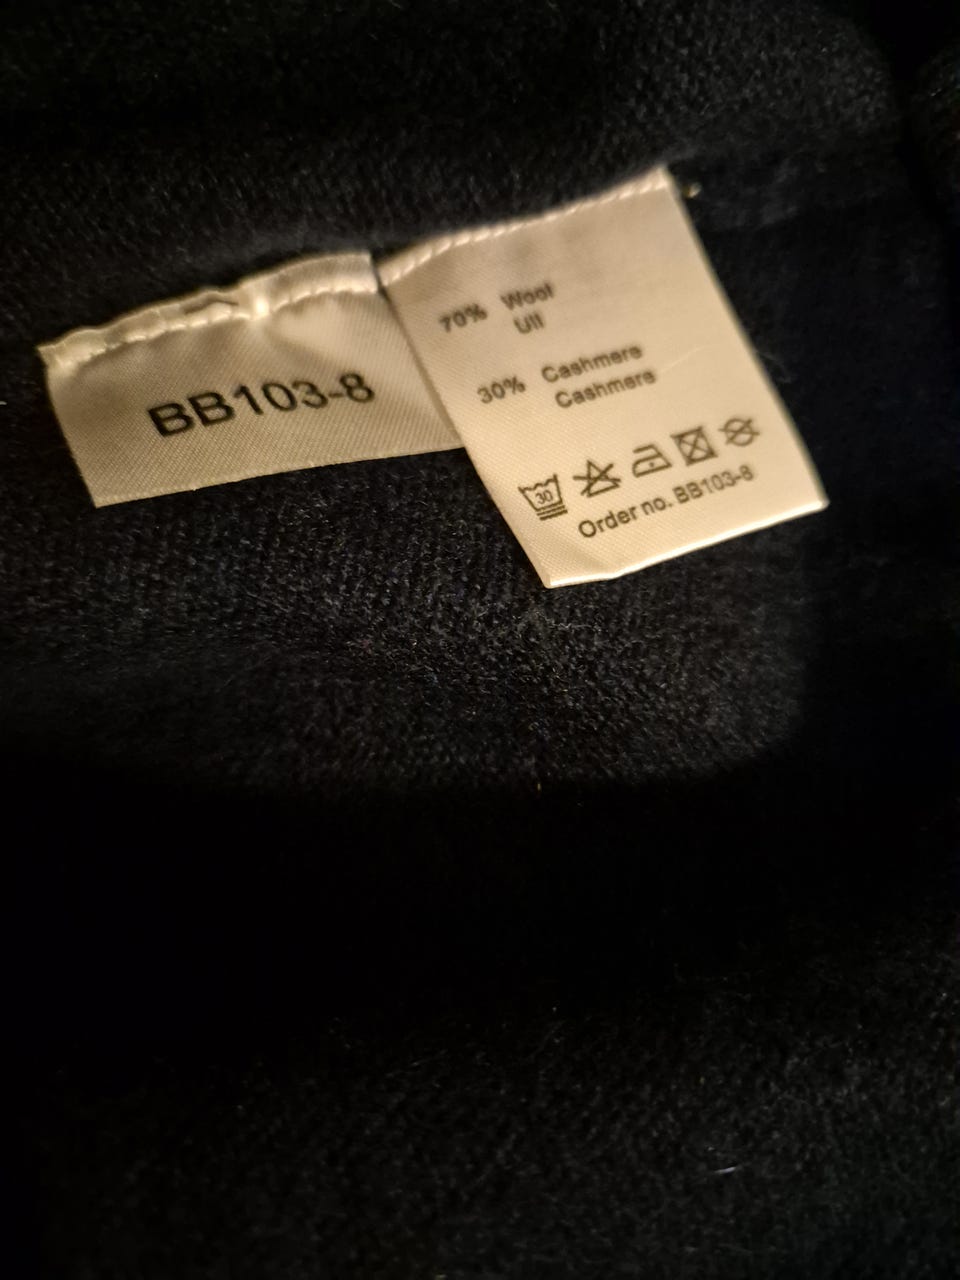 BB103-8
70% Wool
Ull
30% Cashmere
Cashmere
30
Order no. BB103-8